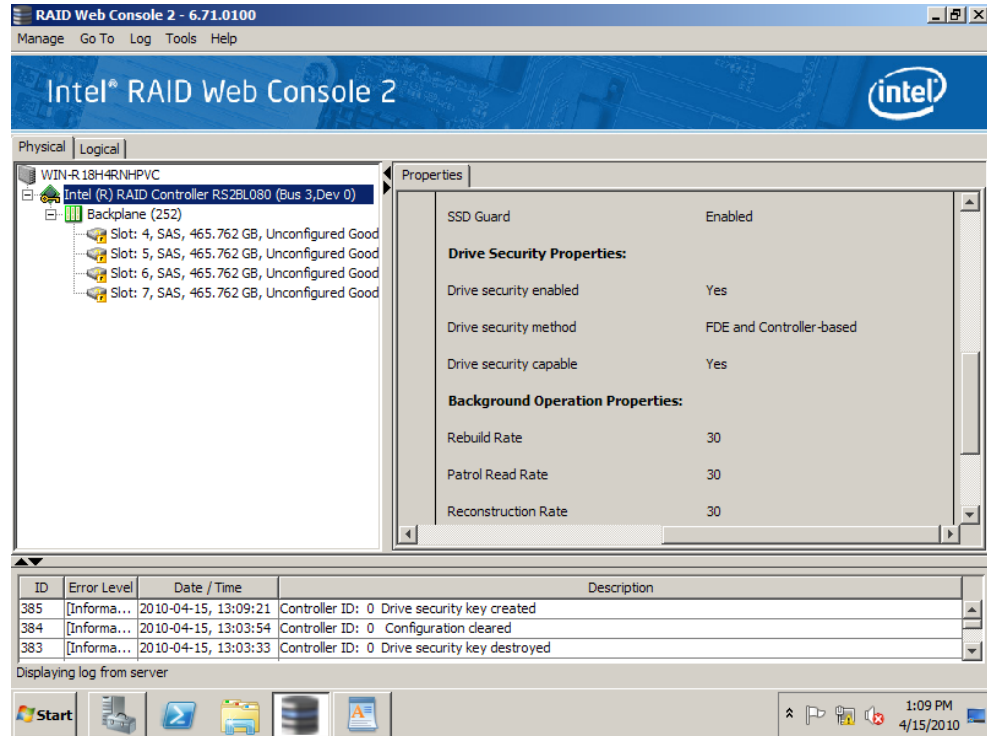 RAID Web Console 2 - 6.71.0100
Manage Go To Log Tools Help
Intel® RAID Web Console 2
intel®
Physical Logical
WIN-R18H4RNHPVC
Intel (R) RAID Controller RS2BL080 (Bus 3,Dev 0)
Backplane (252)
Slot: 4, SAS, 465.762 GB, Unconfigured Good
Slot: 5, SAS, 465.762 GB, Unconfigured Good
Slot: 6, SAS, 465.762 GB, Unconfigured Good
Slot: 7, SAS, 465.762 GB, Unconfigured Good
Properties
SSD Guard Enabled
Drive Security Properties:
Drive security enabled Yes
Drive security method FDE and Controller-based
Drive security capable Yes
Background Operation Properties:
Rebuild Rate 30
Patrol Read Rate 30
Reconstruction Rate 30
ID Error Level Date / Time Description
385 [Informa... 2010-04-15, 13:09:21 Controller ID: 0 Drive security key created
384 [Informa... 2010-04-15, 13:03:54 Controller ID: 0 Configuration cleared
383 [Informa... 2010-04-15, 13:03:33 Controller ID: 0 Drive security key destroyed
Displaying log from server
Start
1:09 PM
4/15/2010